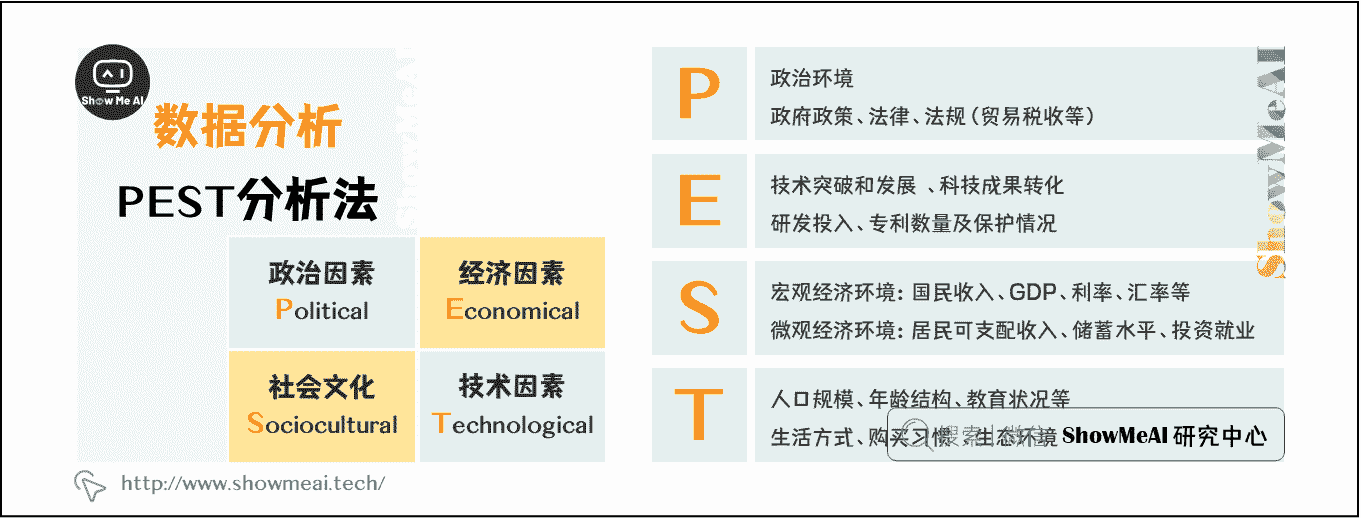 Show Me AI
数据分析
PEST分析法
政治因素
Political
经济因素
Economical
社会文化
Sociocultural
技术因素
Technological
http://www.showmeai.tech/
ShowMeAI
P
政治环境
政府政策、法律、法规（贸易税收等）
E
技术突破和发展 、科技成果转化
研发投入、专利数量及保护情况
S
宏观经济环境：国民收入、GDP、利率、汇率等
微观经济环境：居民可支配收入、储蓄水平、投资就业
T
人口规模、年龄结构、教育状况等
生活方式、购买习惯 、生态环境
搜索 | 微信 ShowMeAI 研究中心
ShowMeAI